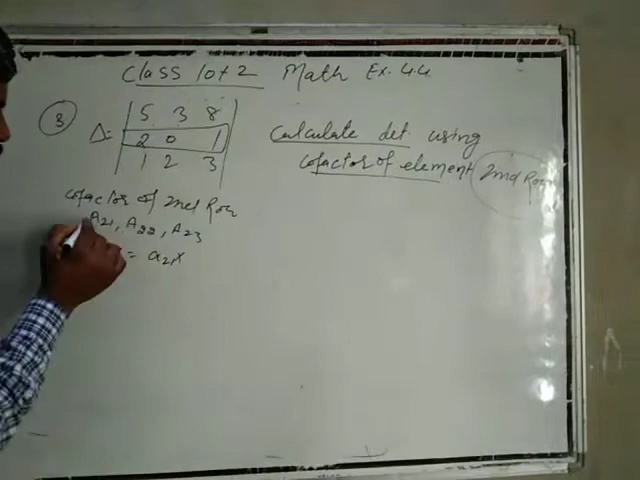 Class 10+2 Math Ex. 4.4
3
Δ=
5 3 8
2 0 1
1 2 3
Calculate det. using
cofactor of element 2nd Row
cofactor of 2nd Row
A21, A22, A23
= a21x